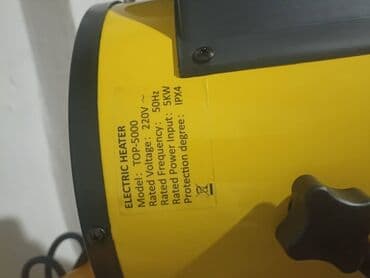 ELECTRIC HEATER
Model: TOP-5000
Rated Voltage: 220V ~
Rated Frequency: 50Hz
Rated Power Input: 5KW
Protection degree: IPX4